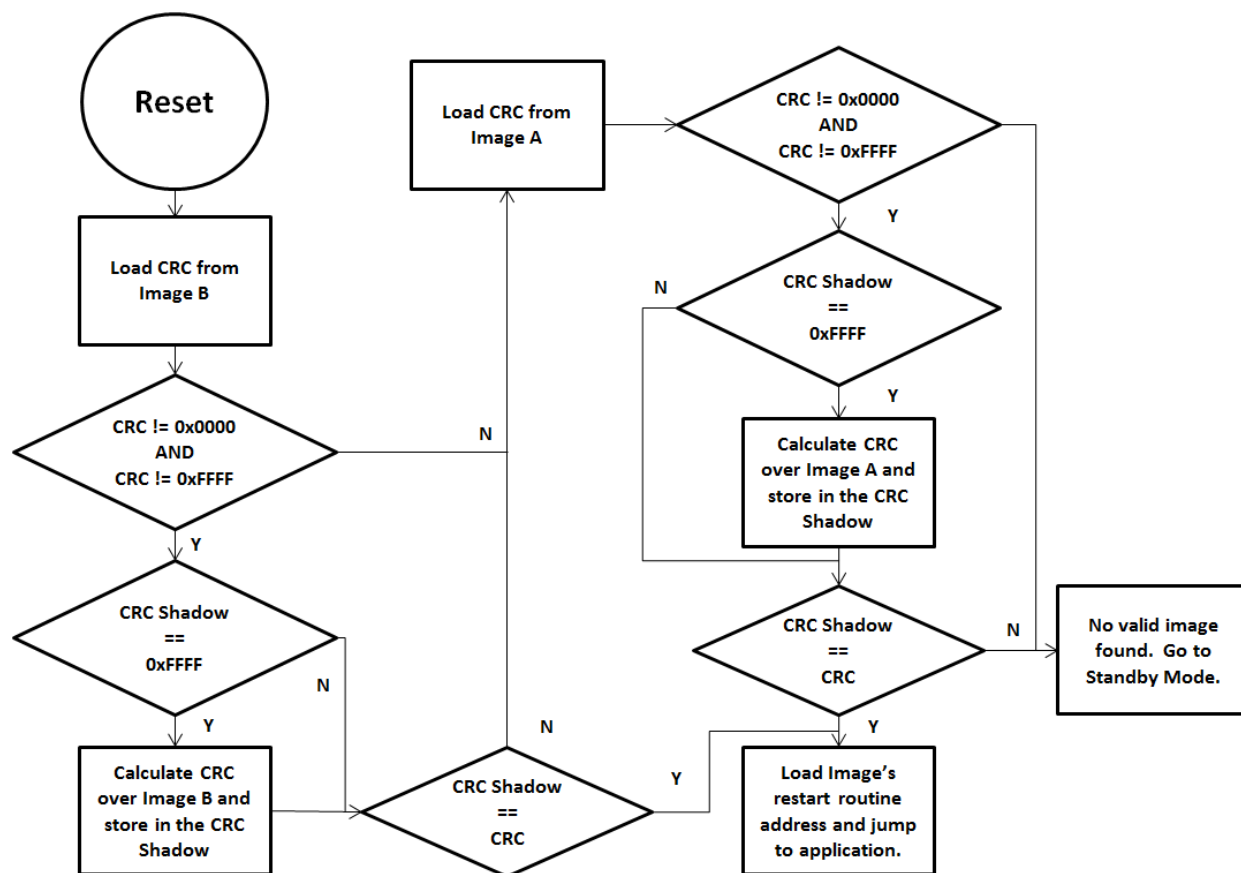 Reset
Load CRC from
Image B
CRC != 0x0000
AND
CRC != 0xFFFF
N
Y
CRC Shadow
==
0xFFFF
N
Y
Calculate CRC
over Image B and
store in the CRC
Shadow
CRC Shadow
==
CRC
N
Y
Load CRC from
Image A
CRC != 0x0000
AND
CRC != 0xFFFF
Y
CRC Shadow
==
0xFFFF
N
Y
Calculate CRC
over Image A and
store in the CRC
Shadow
CRC Shadow
==
CRC
N
Y
No valid image
found. Go to
Standby Mode.
Load Image’s
restart routine
address and jump
to application.